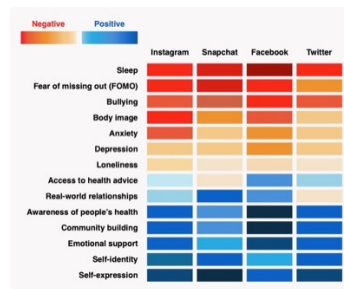 Negative Positive
Instagram Snapchat Facebook Twitter
Sleep
Fear of missing out (FOMO)
Bullying
Body image
Anxiety
Depression
Loneliness
Access to health advice
Real-world relationships
Awareness of people's health
Community building
Emotional support
Self-identity
Self-expression